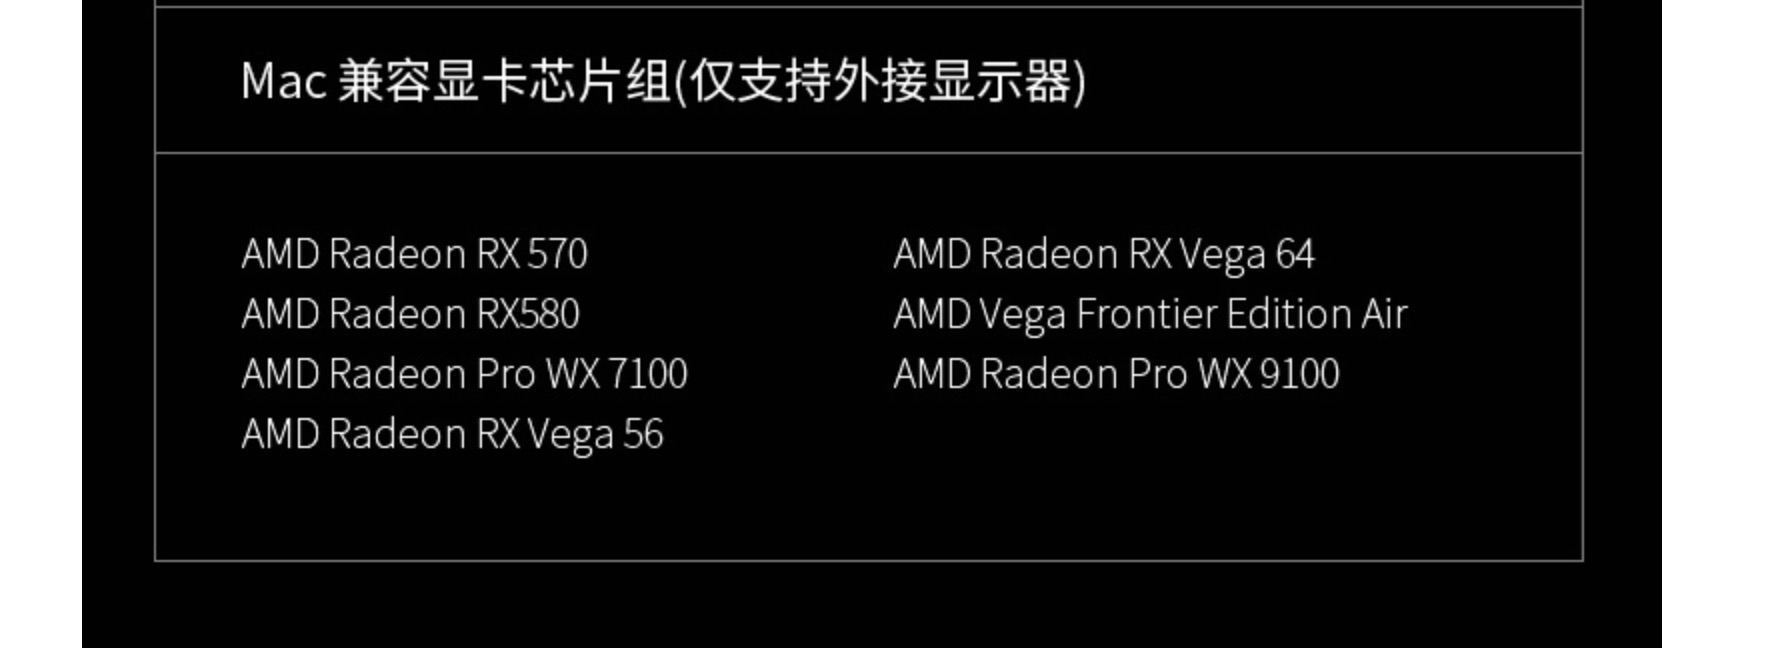 Mac 兼容显卡芯片组(仅支持外接显示器)
AMD Radeon RX 570
AMD Radeon RX580
AMD Radeon Pro WX 7100
AMD Radeon RX Vega 56
AMD Radeon RX Vega 64
AMD Vega Frontier Edition Air
AMD Radeon Pro WX 9100